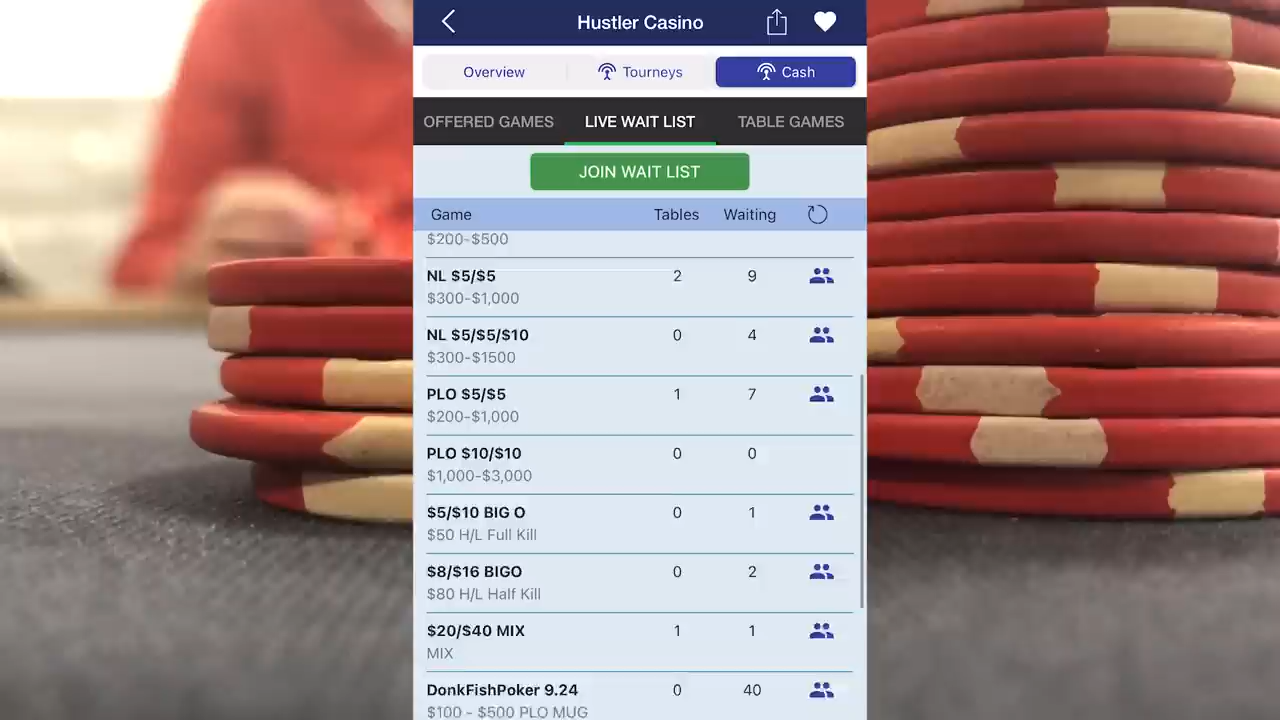 Hustler Casino
Overview Tourneys Cash
OFFERED GAMES LIVE WAIT LIST TABLE GAMES
JOIN WAIT LIST
Game Tables Waiting
$200-$500
NL $5/$5 2 9
$300-$1,000
NL $5/$5/$10 0 4
$300-$1500
PLO $5/$5 1 7
$200-$1,000
PLO $10/$10 0 0
$1,000-$3,000
$5/$10 BIG O 0 1
$50 H/L Full Kill
$8/$16 BIGO 0 2
$80 H/L Half Kill
$20/$40 MIX 1 1
MIX
DonkFishPoker 9.24 0 40
$100 - $500 PLO MUG